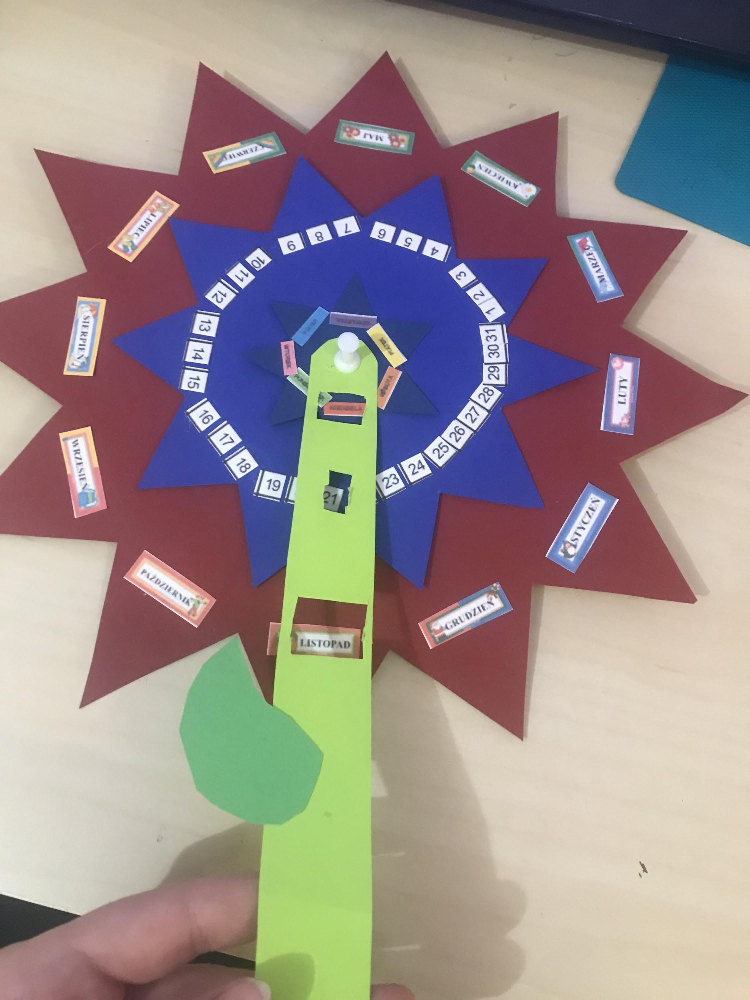 MAJ
KWIECIEŃ
MARZEC
LUTY
STYCZEŃ
GRUDZIEŃ
LISTOPAD
PAŹDZIERNIK
WRZESIEŃ
SIERPIEŃ
LIPIEC
CZERWIEC
1
2
3
4
5
6
7
8
9
10
11
12
13
14
15
16
17
18
19
21
23
24
25
26
27
28
29
30
31
PIĄTEK
SOBOTA
NIEDZIELA
WTOREK